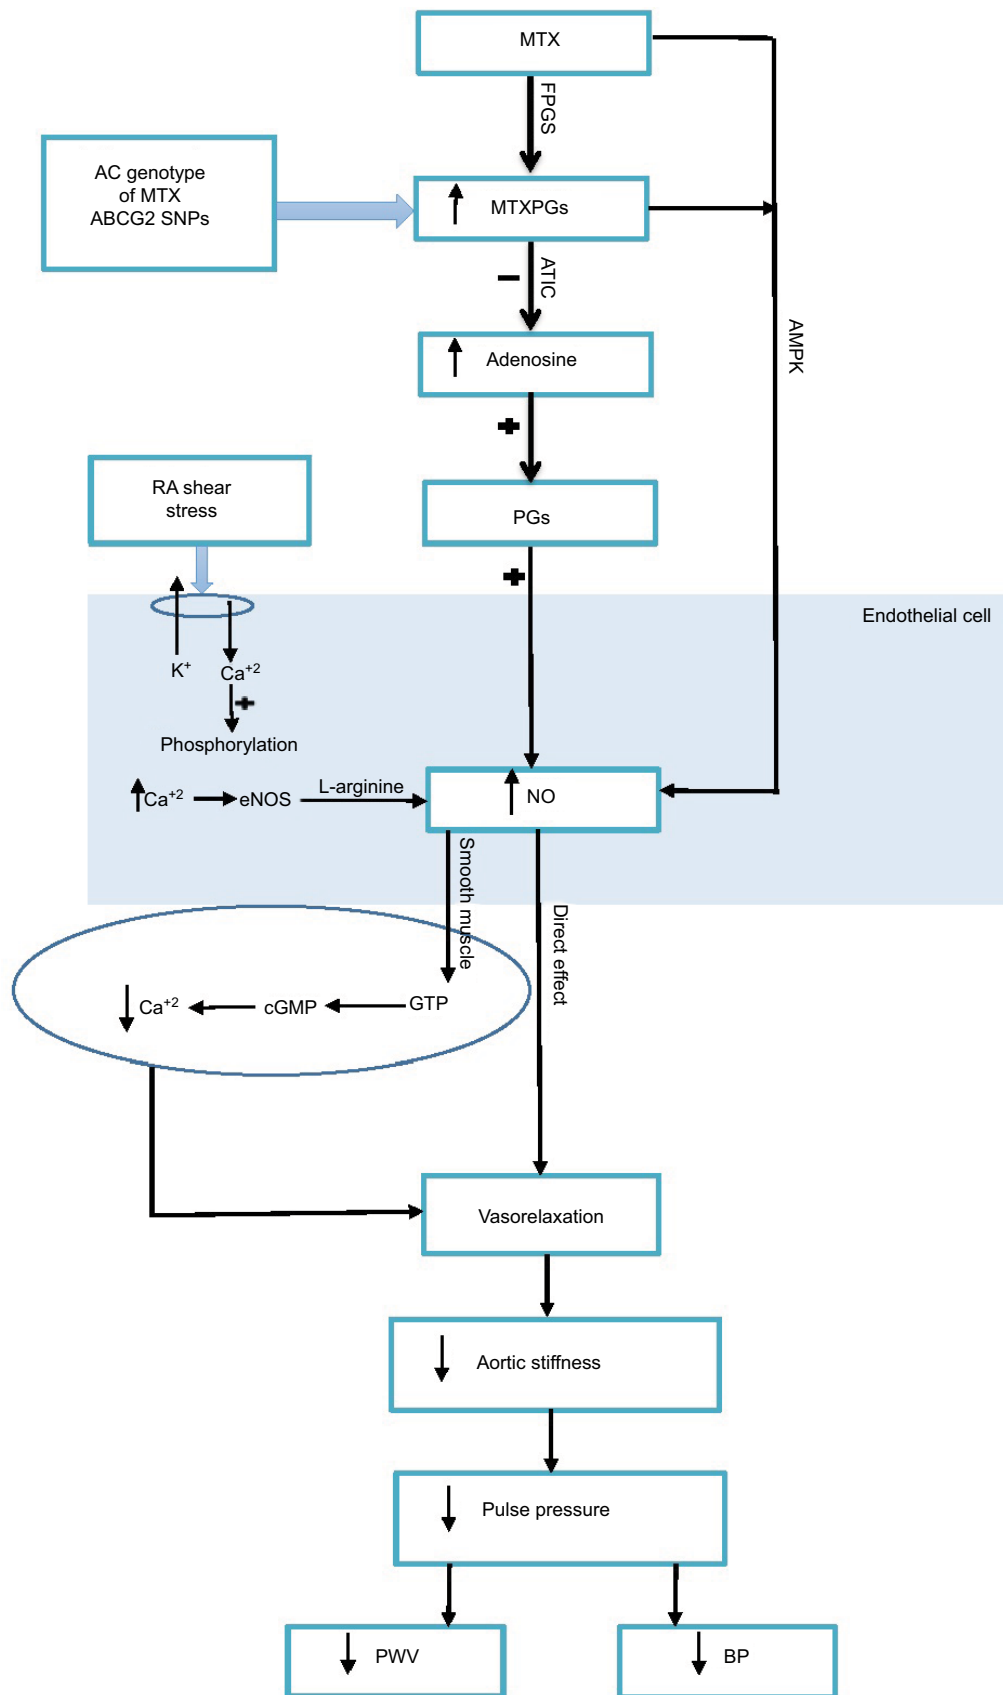 MTX
FPGS
AC genotype
of MTX
ABCG2 SNPs
MTXPGs
ATIC
Adenosine
AMPK
RA shear
stress
PGs
Endothelial cell
K⁺
Ca⁺²
Phosphorylation
Ca⁺²
eNOS
L-arginine
NO
Smooth muscle
Direct effect
Ca⁺²
cGMP
GTP
Vasorelaxation
Aortic stiffness
Pulse pressure
PWV
BP